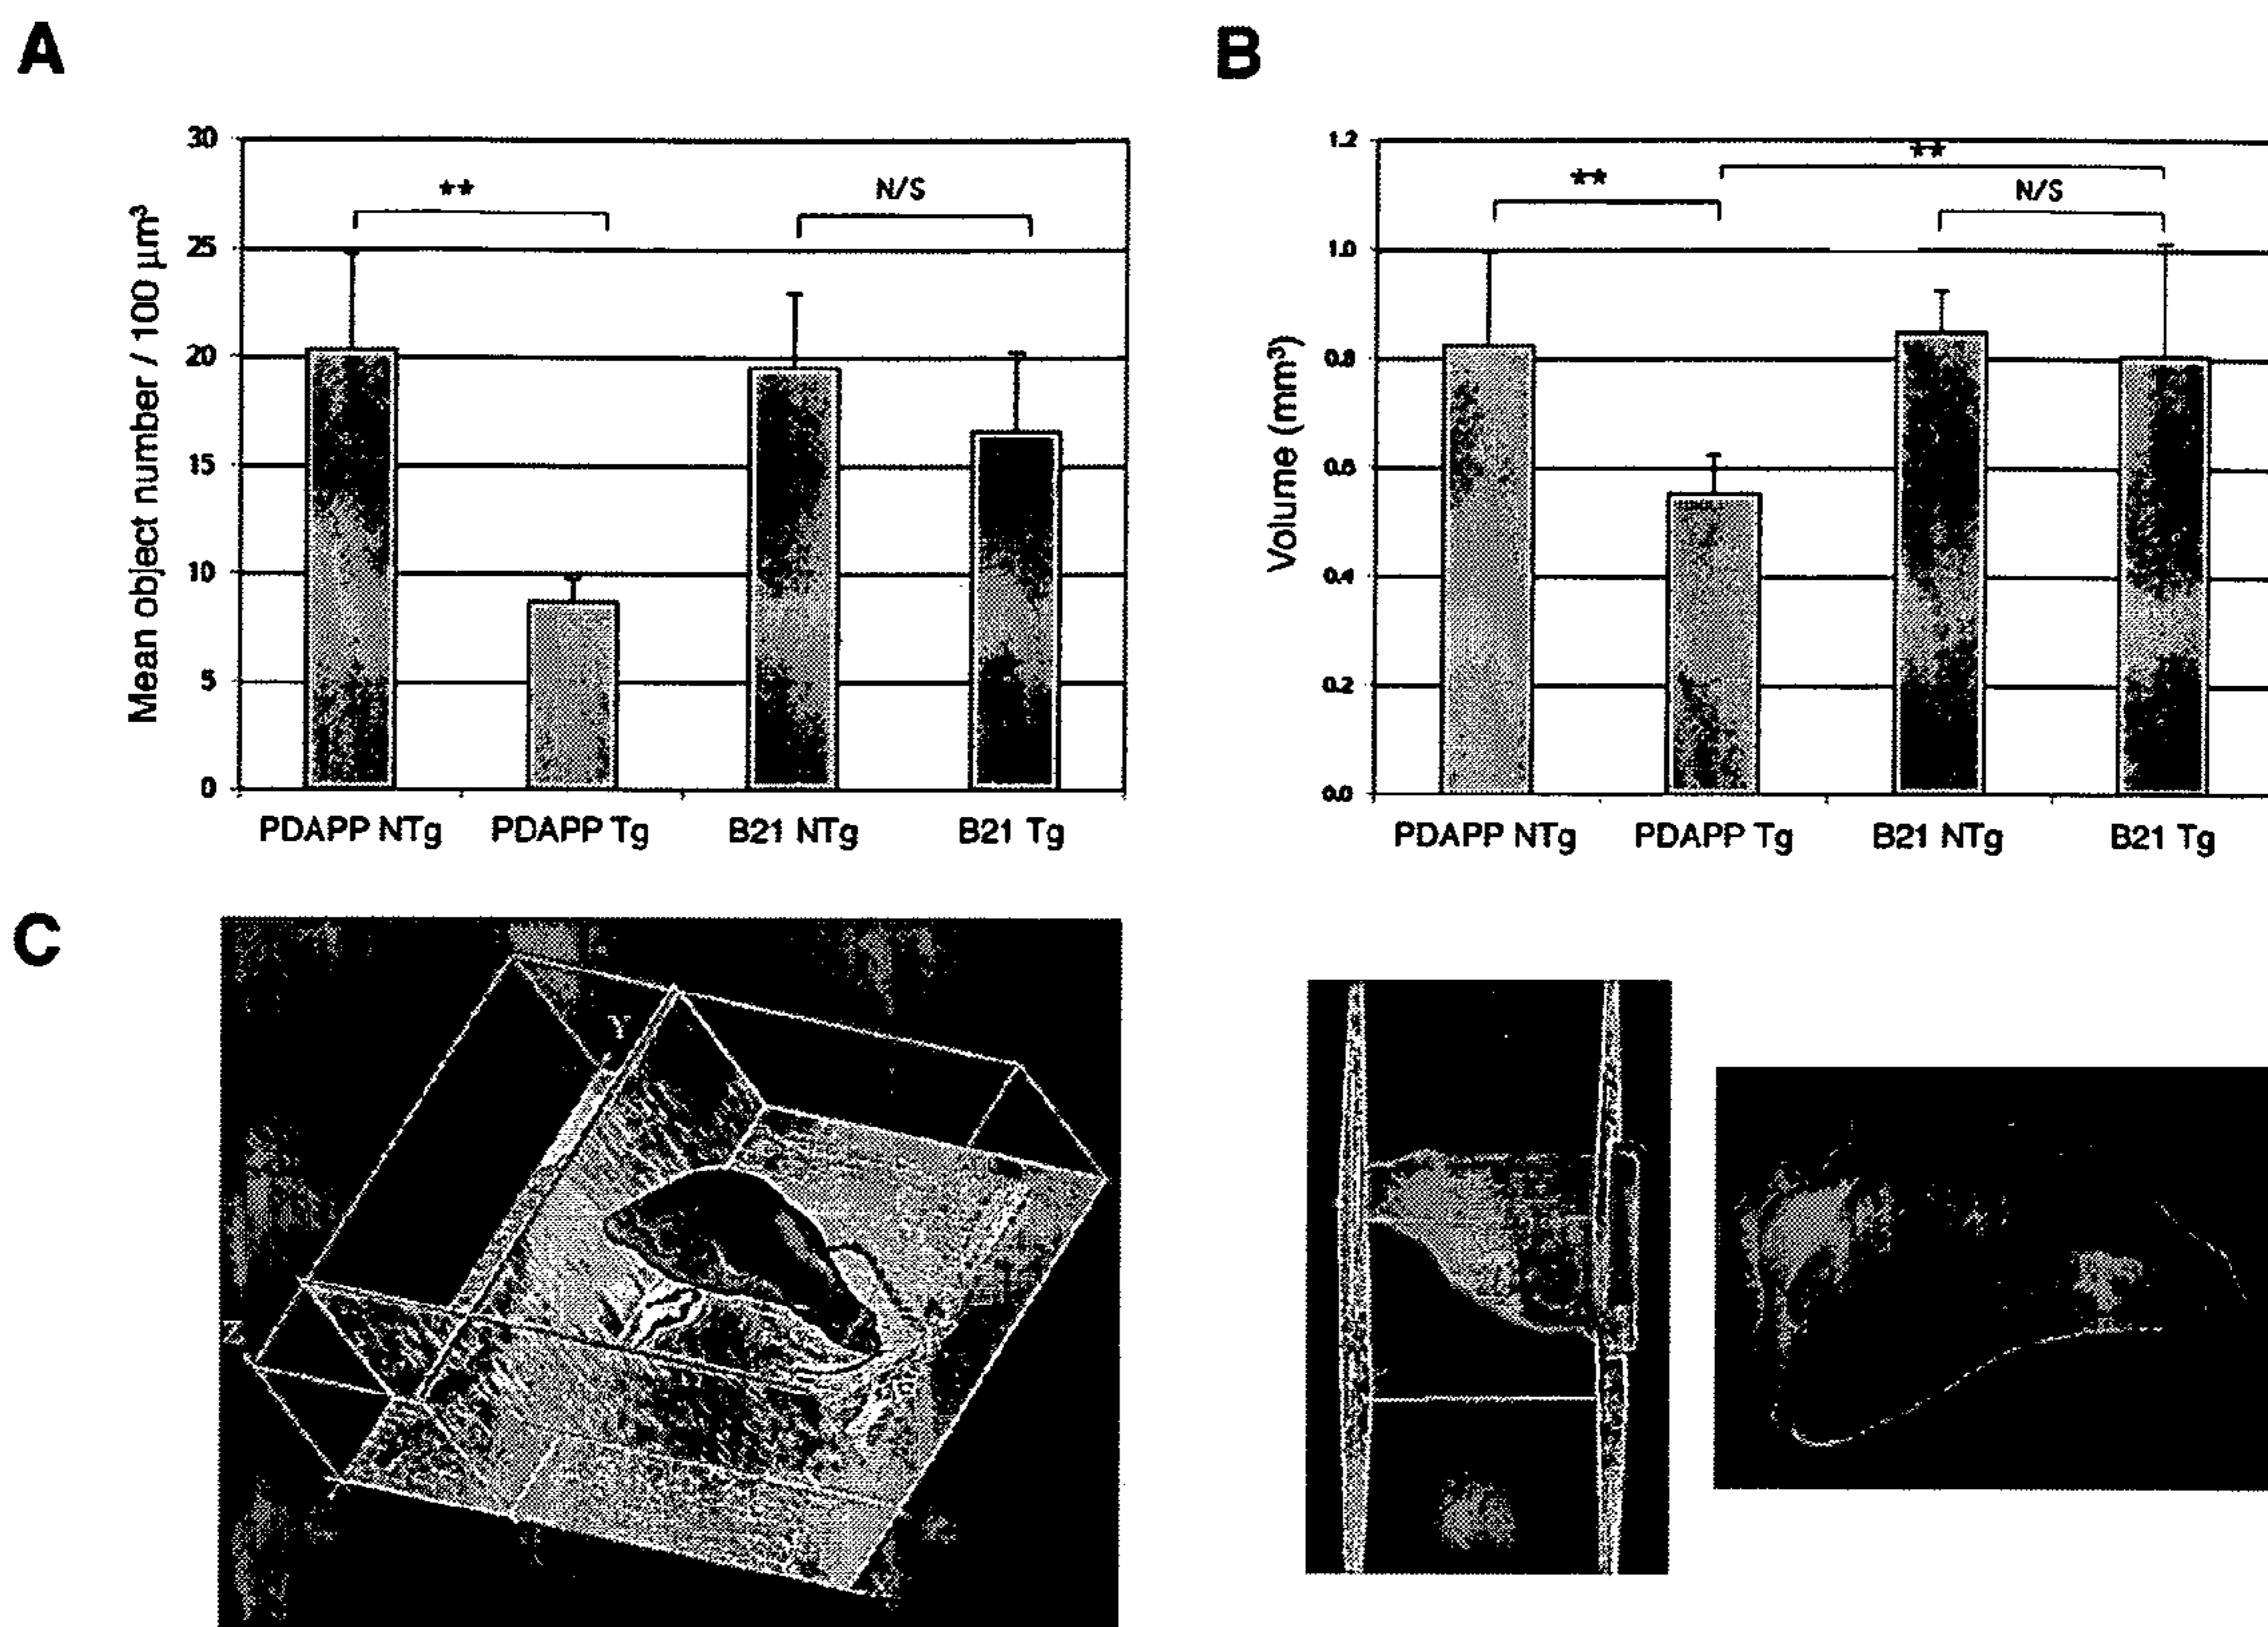 A
B
Mean object number / 100 μm³
30
25
20
15
10
5
0
**
N/S
PDAPP NTg
PDAPP Tg
B21 NTg
B21 Tg
Volume (mm³)
1.2
1.0
0.8
0.6
0.4
0.2
0.0
**
**
N/S
PDAPP NTg
PDAPP Tg
B21 NTg
B21 Tg
C
Y
Z